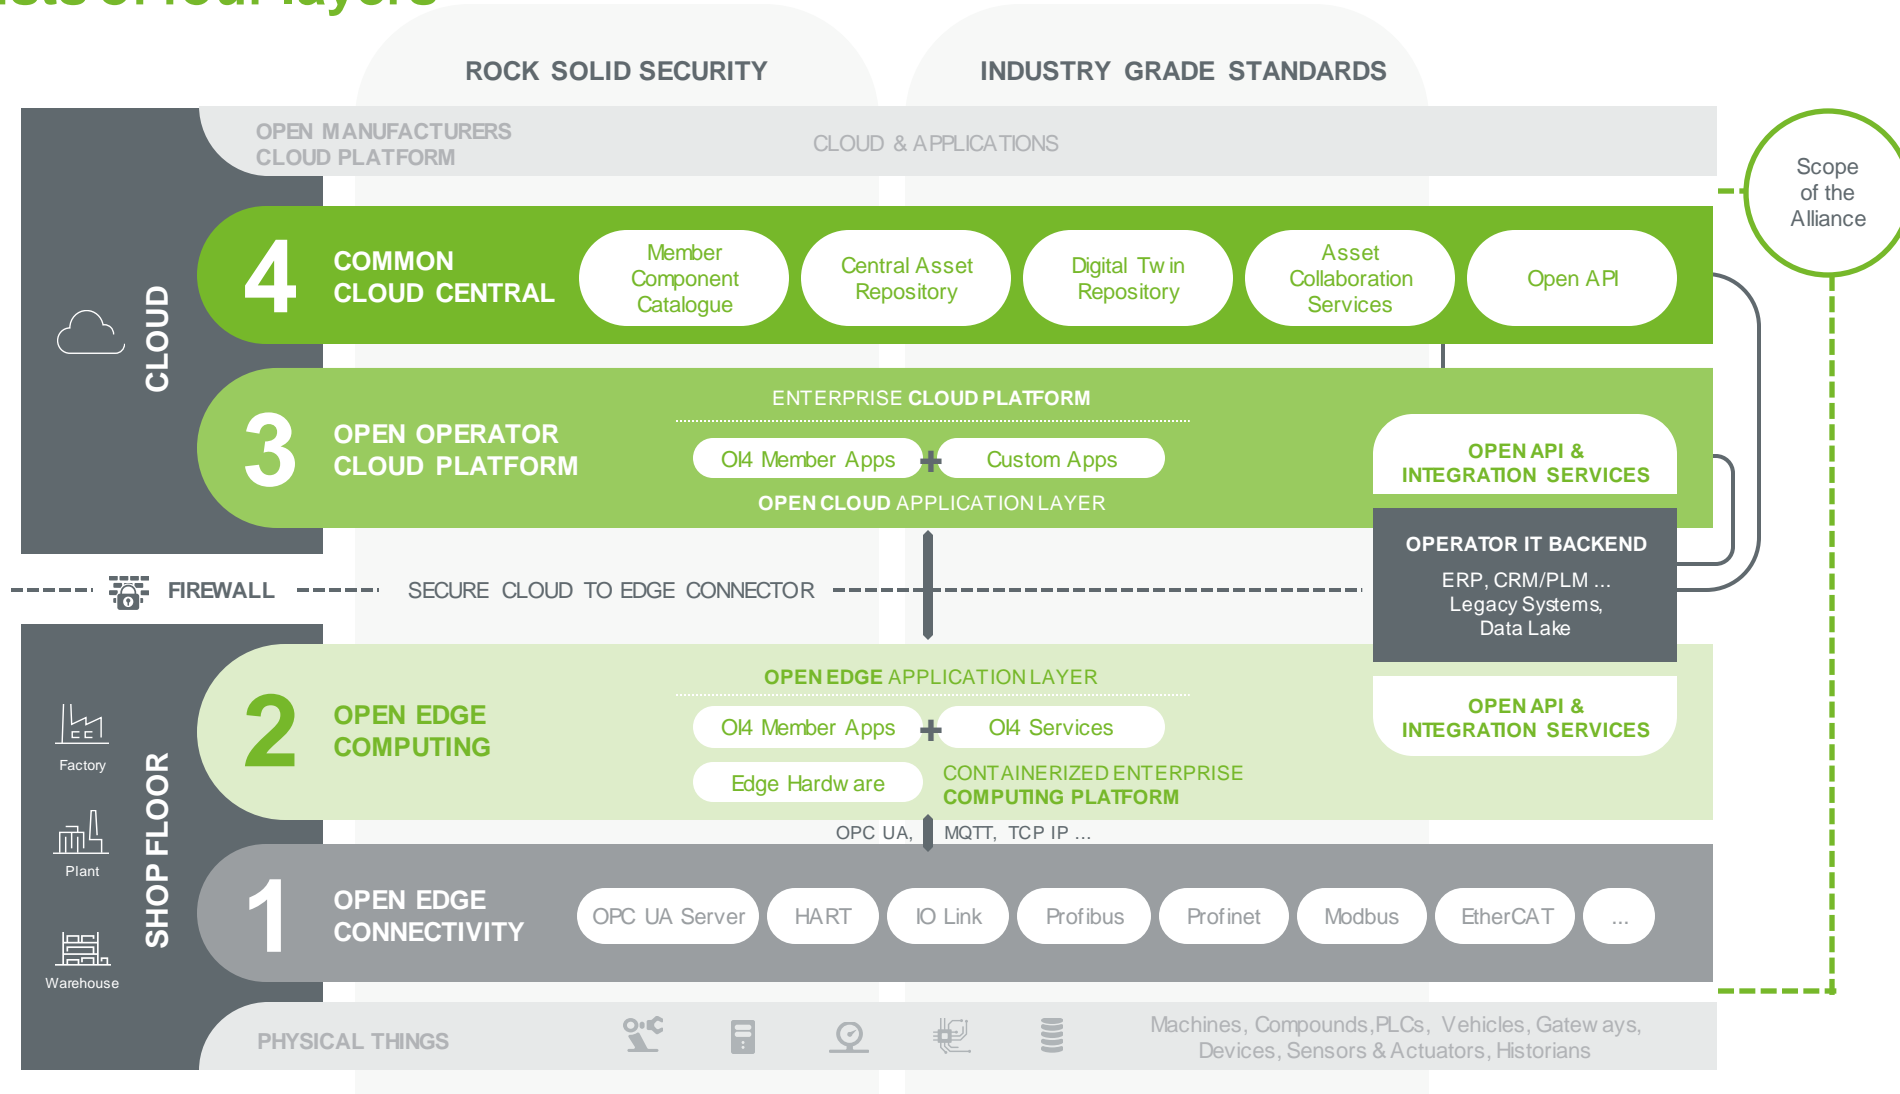 of four layers
ROCK SOLID SECURITY
INDUSTRY GRADE STANDARDS
OPEN MANUFACTURERS
CLOUD PLATFORM
CLOUD & APPLICATIONS
Scope
of the
Alliance
CLOUD
4
COMMON
CLOUD CENTRAL
Member
Component
Catalogue
Central Asset
Repository
Digital Twin
Repository
Asset
Collaboration
Services
Open API
3
OPEN OPERATOR
CLOUD PLATFORM
ENTERPRISE CLOUD PLATFORM
OI4 Member Apps
+
Custom Apps
OPEN CLOUD APPLICATION LAYER
OPEN API &
INTEGRATION SERVICES
OPERATOR IT BACKEND
ERP, CRM/PLM ...
Legacy Systems,
Data Lake
FIREWALL
SECURE CLOUD TO EDGE CONNECTOR
SHOP FLOOR
Factory
Plant
Warehouse
2
OPEN EDGE
COMPUTING
OPEN EDGE APPLICATION LAYER
OI4 Member Apps
+
OI4 Services
Edge Hardware
CONTAINERIZED ENTERPRISE
COMPUTING PLATFORM
OPEN API &
INTEGRATION SERVICES
OPC UA, MQTT, TCP IP ...
1
OPEN EDGE
CONNECTIVITY
OPC UA Server
HART
IO Link
Profibus
Profinet
Modbus
EtherCAT
...
PHYSICAL THINGS
Machines, Compounds,PLCs, Vehicles, Gateways,
Devices, Sensors & Actuators, Historians